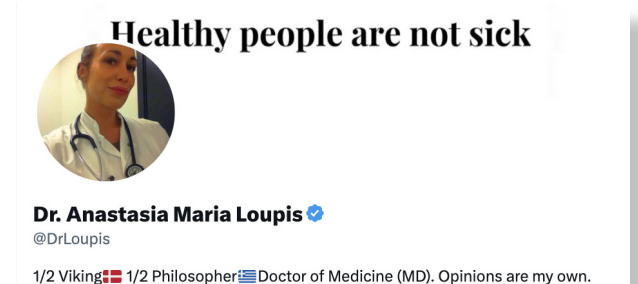 Healthy people are not sick
Dr. Anastasia Maria Loupis
@DrLoupis
1/2 Viking🇩🇰 1/2 Philosopher🇬🇷Doctor of Medicine (MD). Opinions are my own.